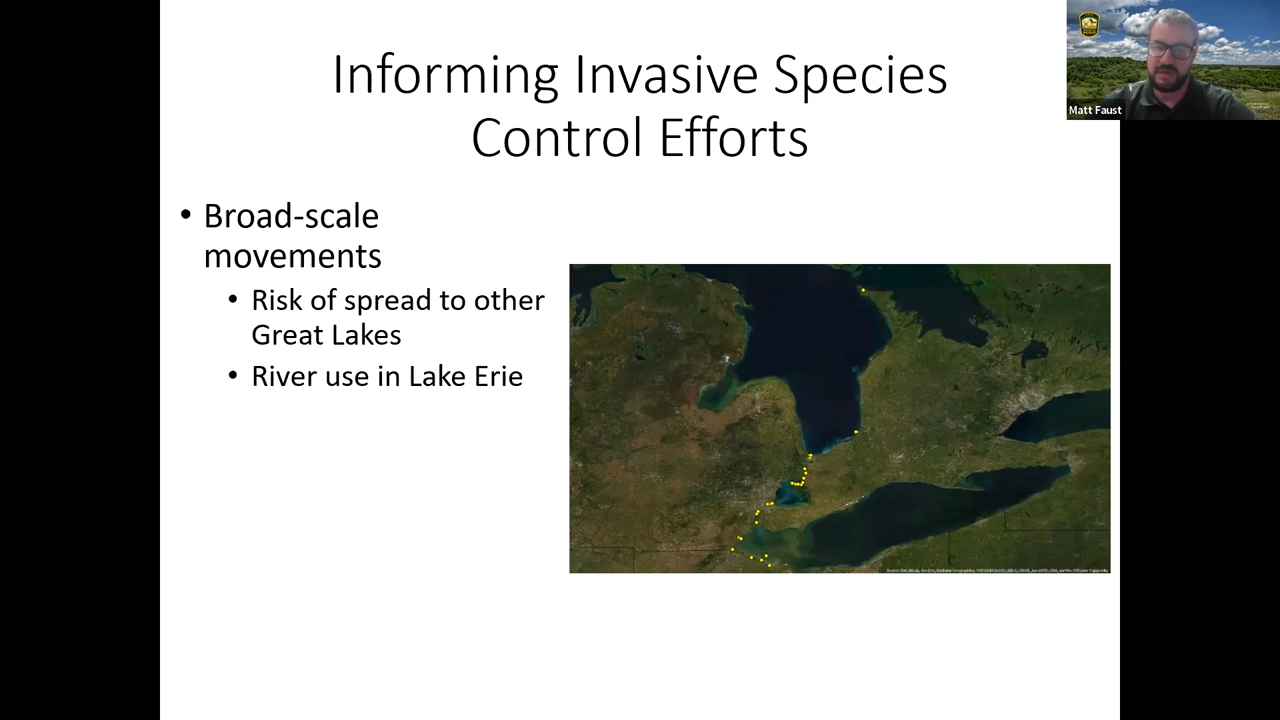 Informing Invasive Species
Control Efforts
Matt Faust
• Broad-scale
movements
• Risk of spread to other
Great Lakes
• River use in Lake Erie